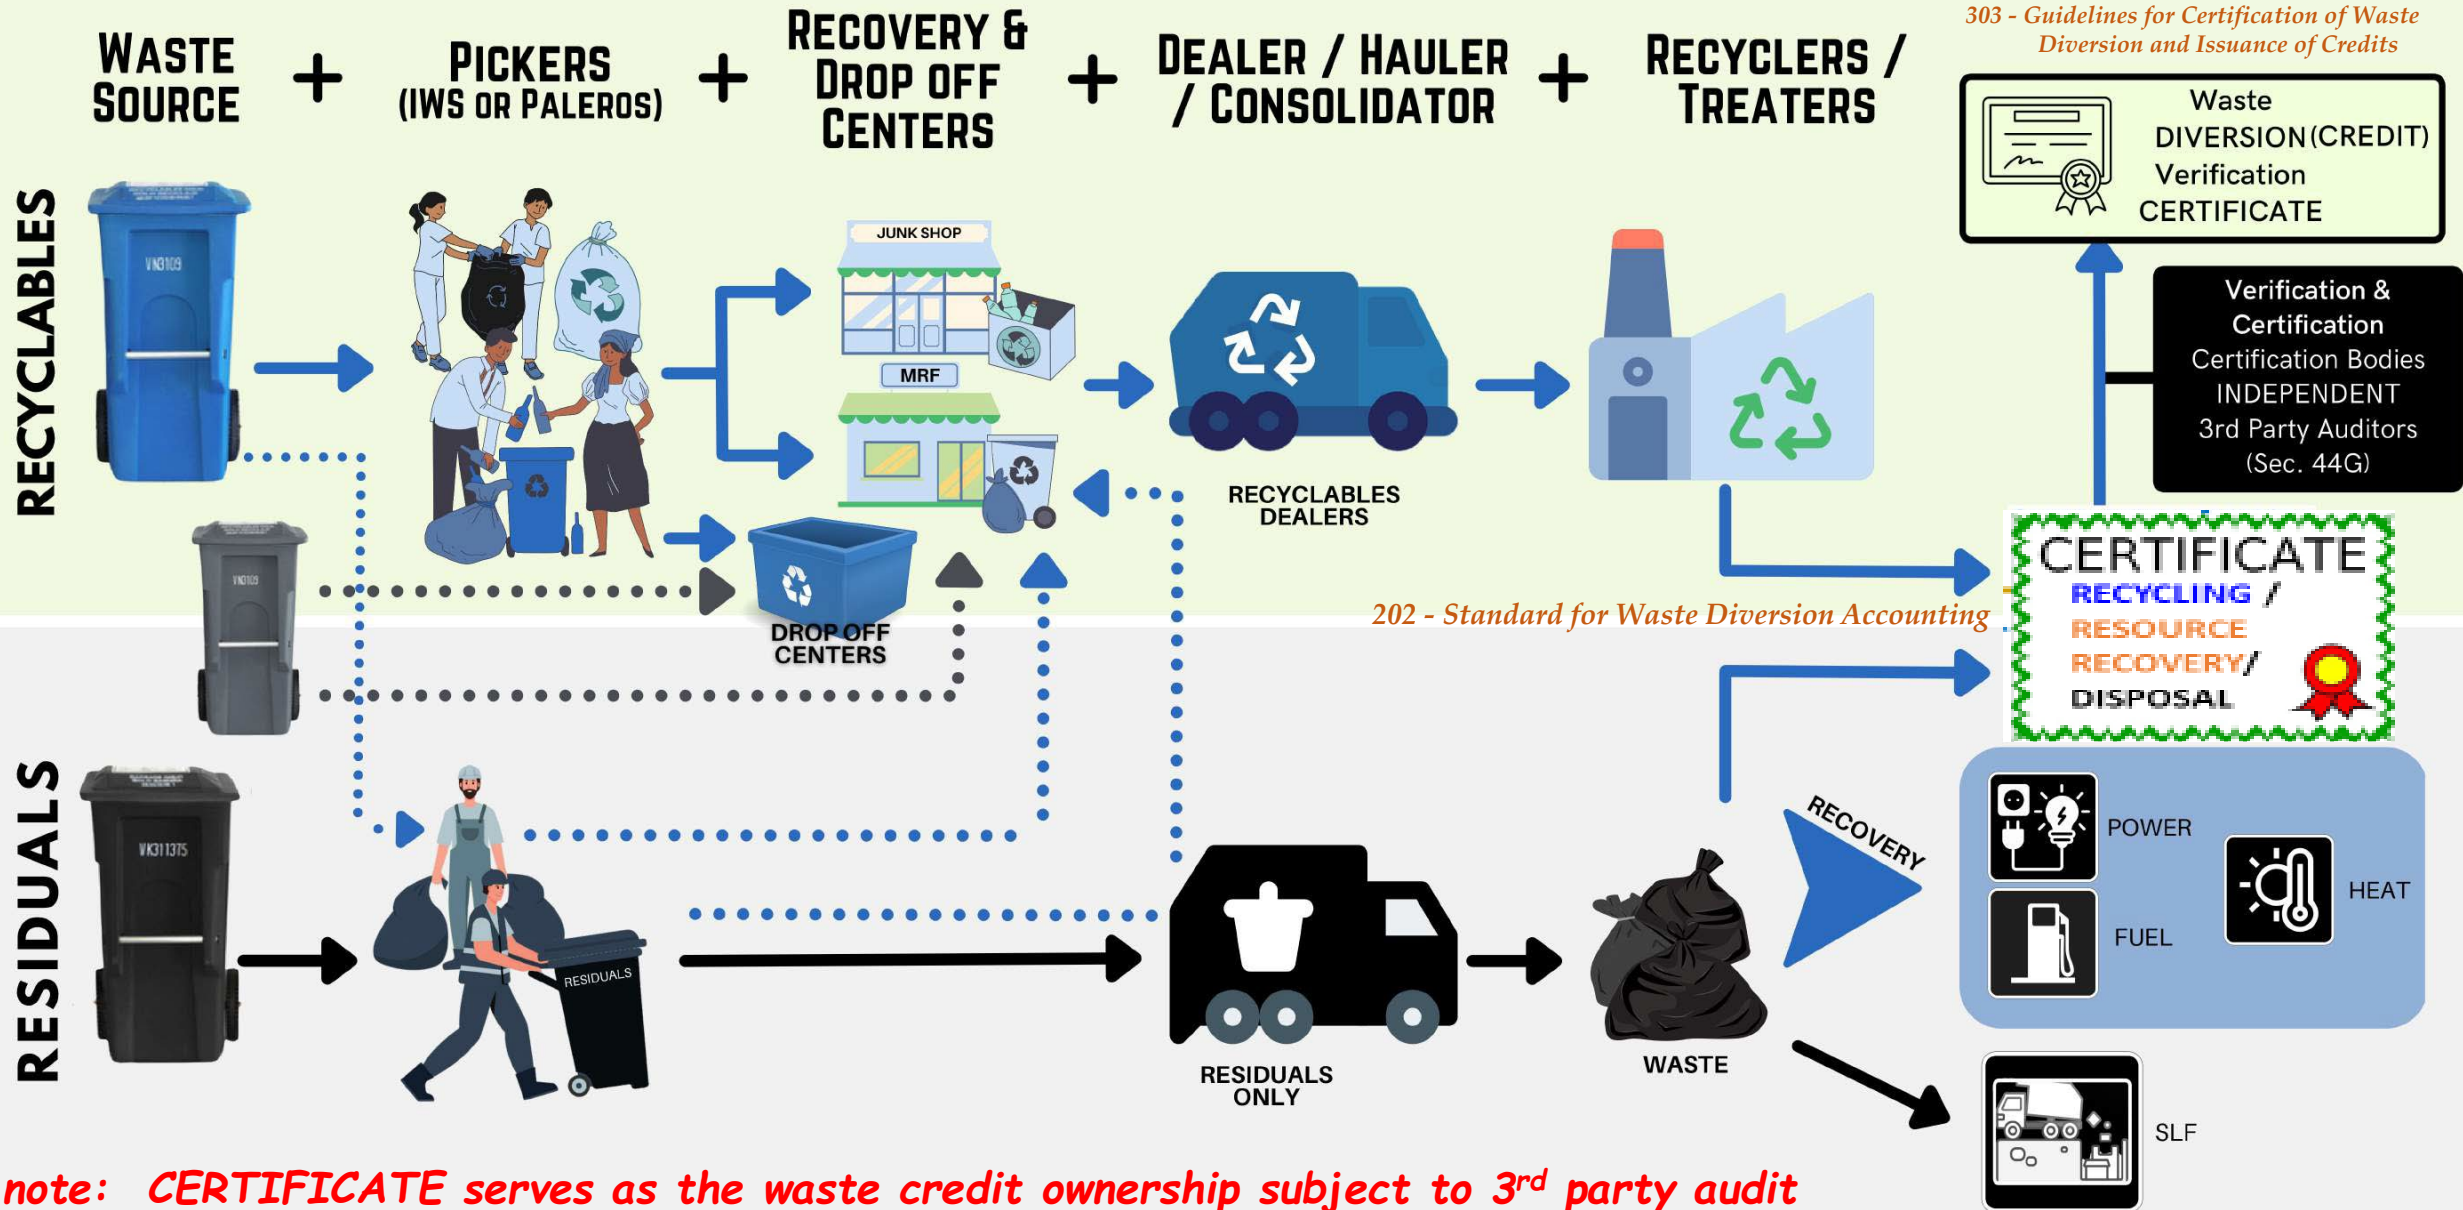 WASTE
SOURCE
+
PICKERS
(IWS OR PALEROS)
+
RECOVERY &
DROP OFF
CENTERS
+
DEALER / HAULER
/ CONSOLIDATOR
+
RECYCLERS /
TREATERS
303 - Guidelines for Certification of Waste
Diversion and Issuance of Credits
Waste
DIVERSION(CREDIT)
Verification
CERTIFICATE
Verification &
Certification
Certification Bodies
INDEPENDENT
3rd Party Auditors
(Sec. 44G)
RECYCLABLES
VN3109
JUNK SHOP
MRF
RECYCLABLES
DEALERS
VN3109
DROP OFF
CENTERS
202 - Standard for Waste Diversion Accounting
CERTIFICATE
RECYCLING /
RESOURCE
RECOVERY/
DISPOSAL
RESIDUALS
VK311375
RESIDUALS
RESIDUALS
ONLY
WASTE
RECOVERY
POWER
HEAT
FUEL
SLF
note: CERTIFICATE serves as the waste credit ownership subject to 3rd party audit